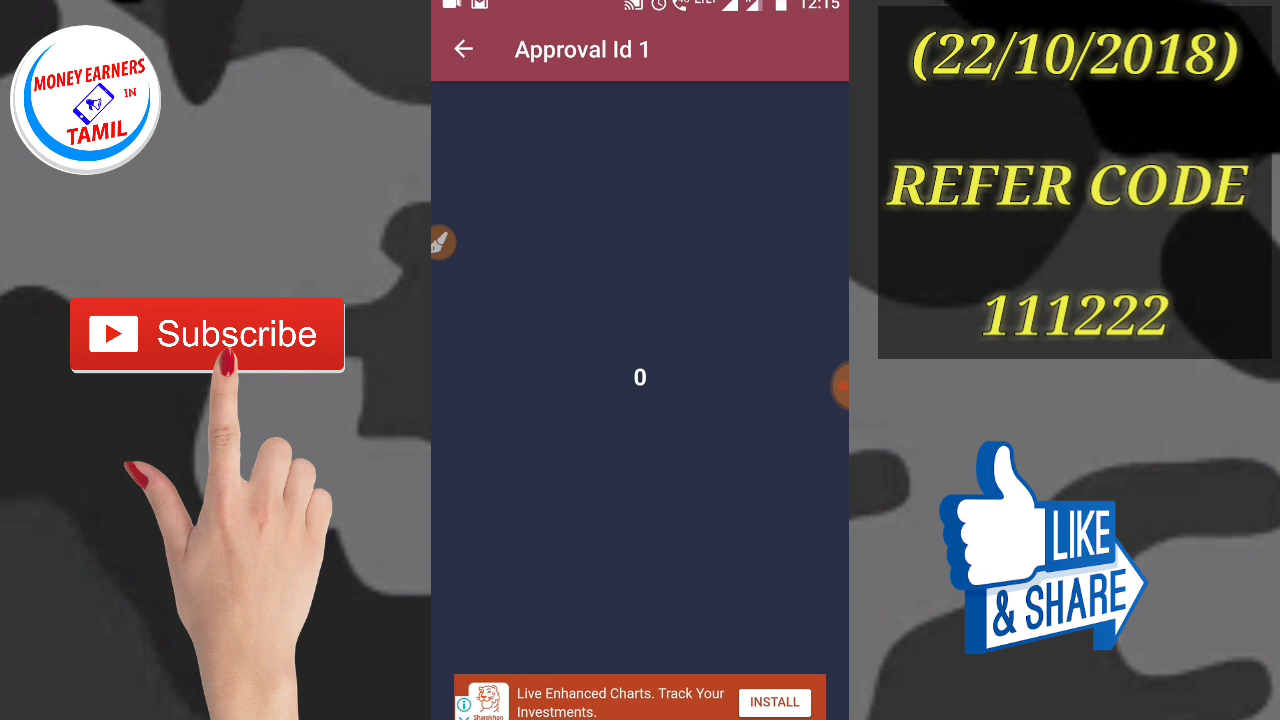 MONEY EARNERS
IN
TAMIL
Subscribe
12:15
Approval Id 1
0
Live Enhanced Charts. Track Your
Investments.
INSTALL
Sharekhan
(22/10/2018)
REFER CODE
111222
LIKE
& SHARE